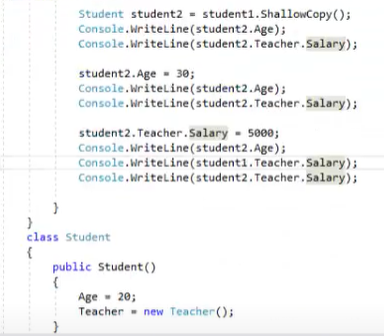 Student student2 = student1.ShallowCopy();
Console.WriteLine(student2.Age);
Console.WriteLine(student2.Teacher.Salary);
student2.Age = 30;
Console.WriteLine(student2.Age);
Console.WriteLine(student2.Teacher.Salary);
student2.Teacher.Salary = 5000;
Console.WriteLine(student2.Age);
Console.WriteLine(student1.Teacher.Salary);
Console.WriteLine(student2.Teacher.Salary);
}
}
class Student
{
public Student()
{
Age = 20;
Teacher = new Teacher();
}